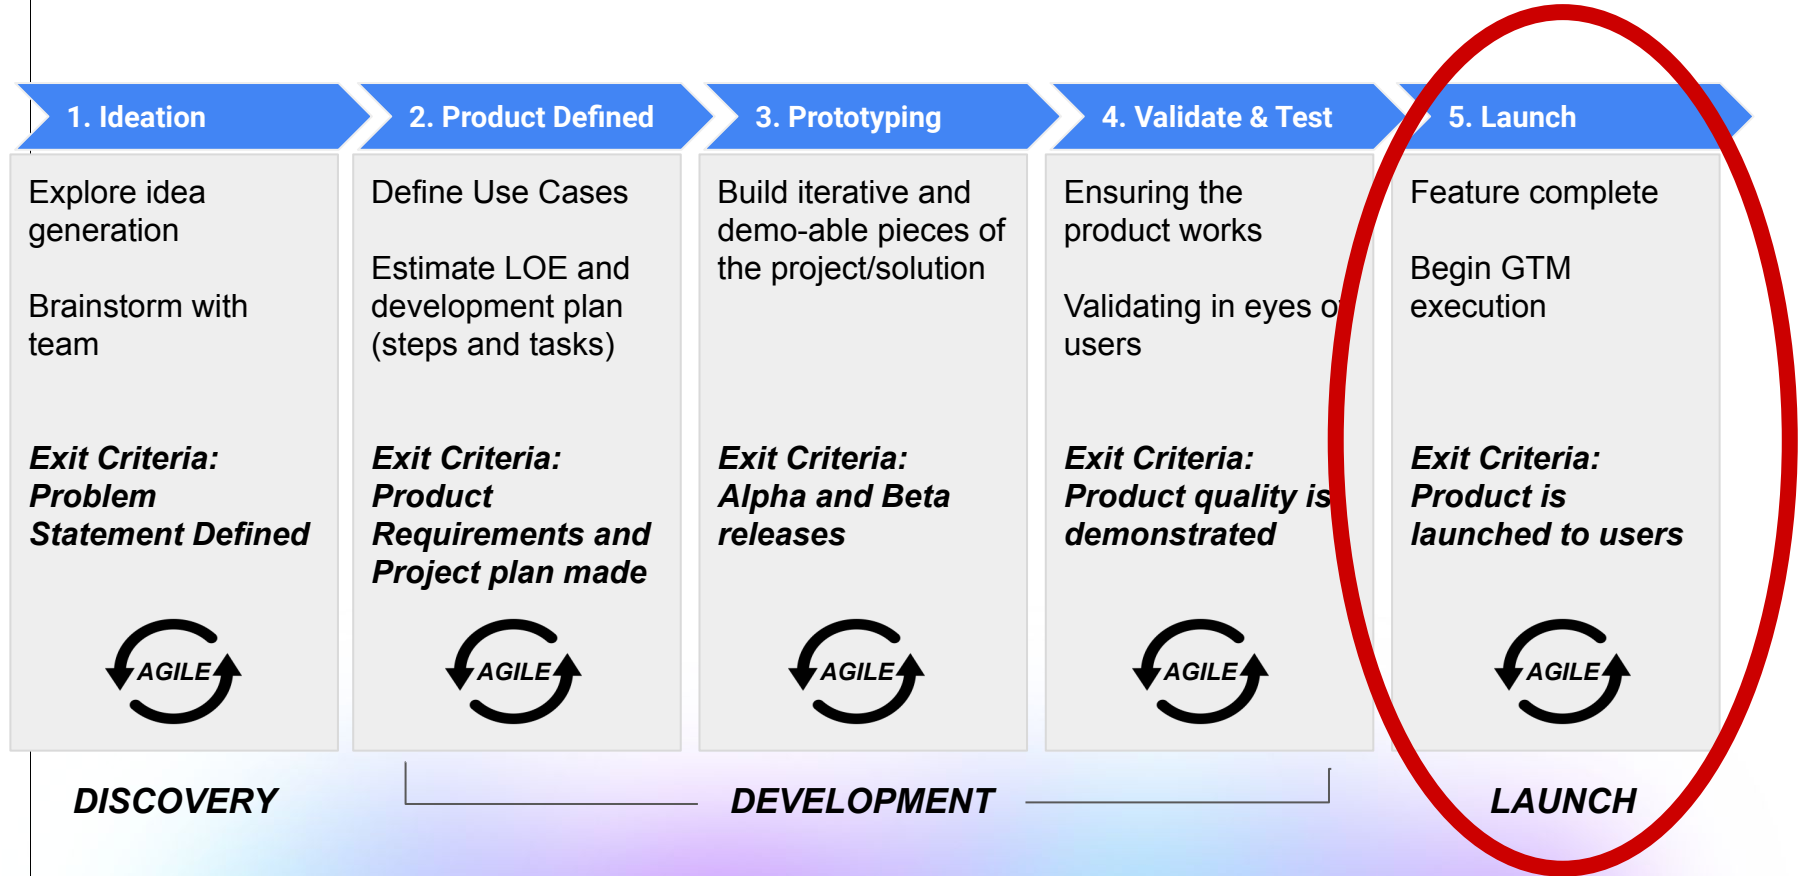 1. Ideation
Explore idea
generation
Brainstorm with
team
Exit Criteria:
Problem
Statement Defined
AGILE
2. Product Defined
Define Use Cases
Estimate LOE and
development plan
(steps and tasks)
Exit Criteria:
Product
Requirements and
Project plan made
AGILE
3. Prototyping
Build iterative and
demo-able pieces of
the project/solution
Exit Criteria:
Alpha and Beta
releases
AGILE
4. Validate & Test
Ensuring the
product works
Validating in eyes of
users
Exit Criteria:
Product quality is
demonstrated
AGILE
5. Launch
Feature complete
Begin GTM
execution
Exit Criteria:
Product is
launched to users
AGILE
DISCOVERY
DEVELOPMENT
LAUNCH